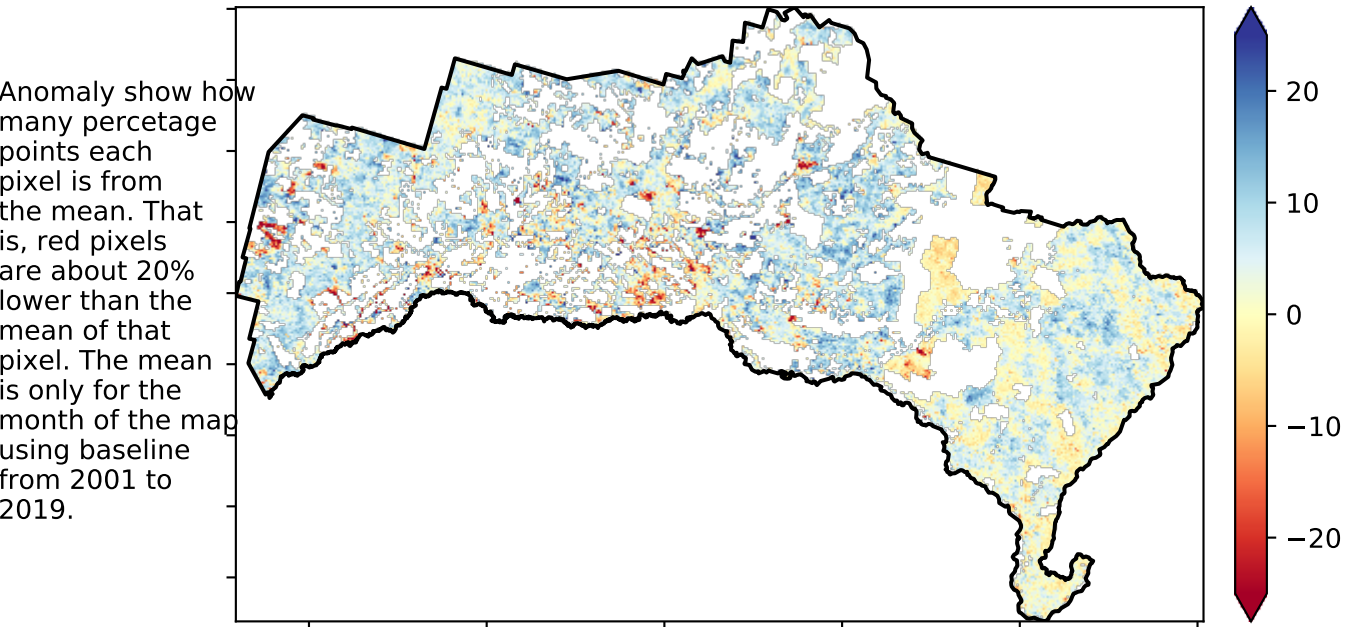 Anomaly show how
many percetage
points each
pixel is from
the mean. That
is, red pixels
are about 20%
lower than the
mean of that
pixel. The mean
is only for the
month of the map
using baseline
from 2001 to
2019.
20
10
0
−10
−20